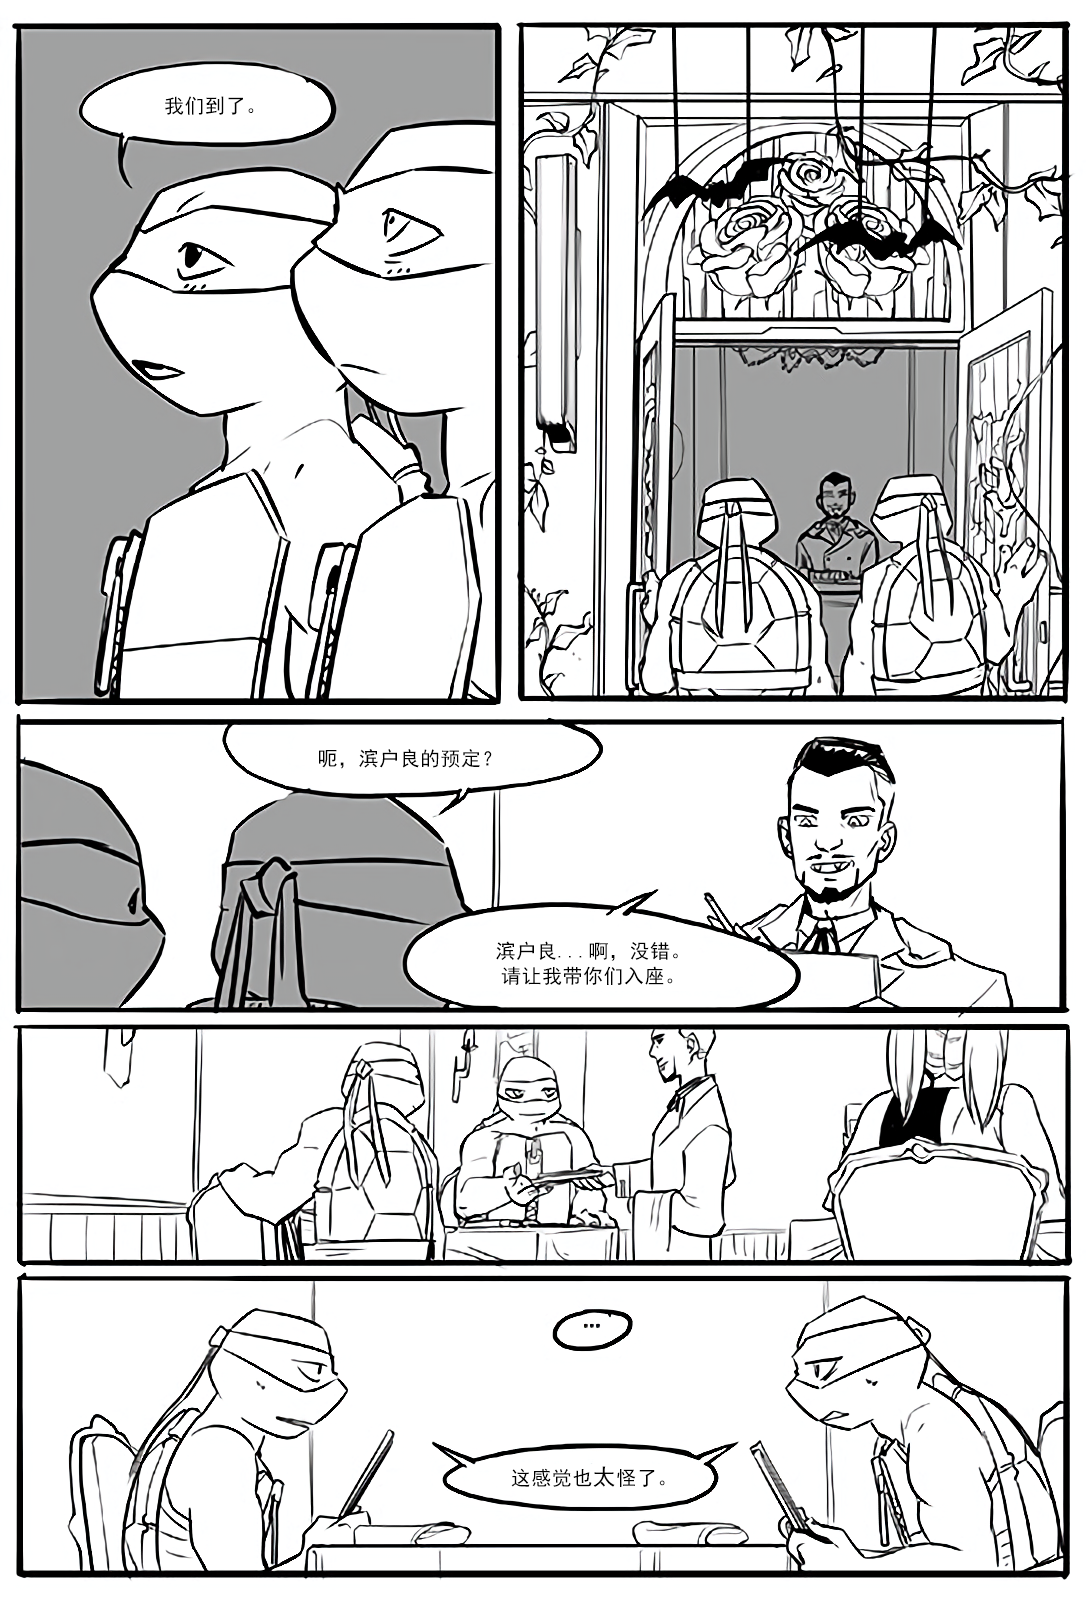 我们到了。
呃，滨户良的预定？
滨户良...啊，没错。
请让我带你们入座。
...
这感觉也太怪了。